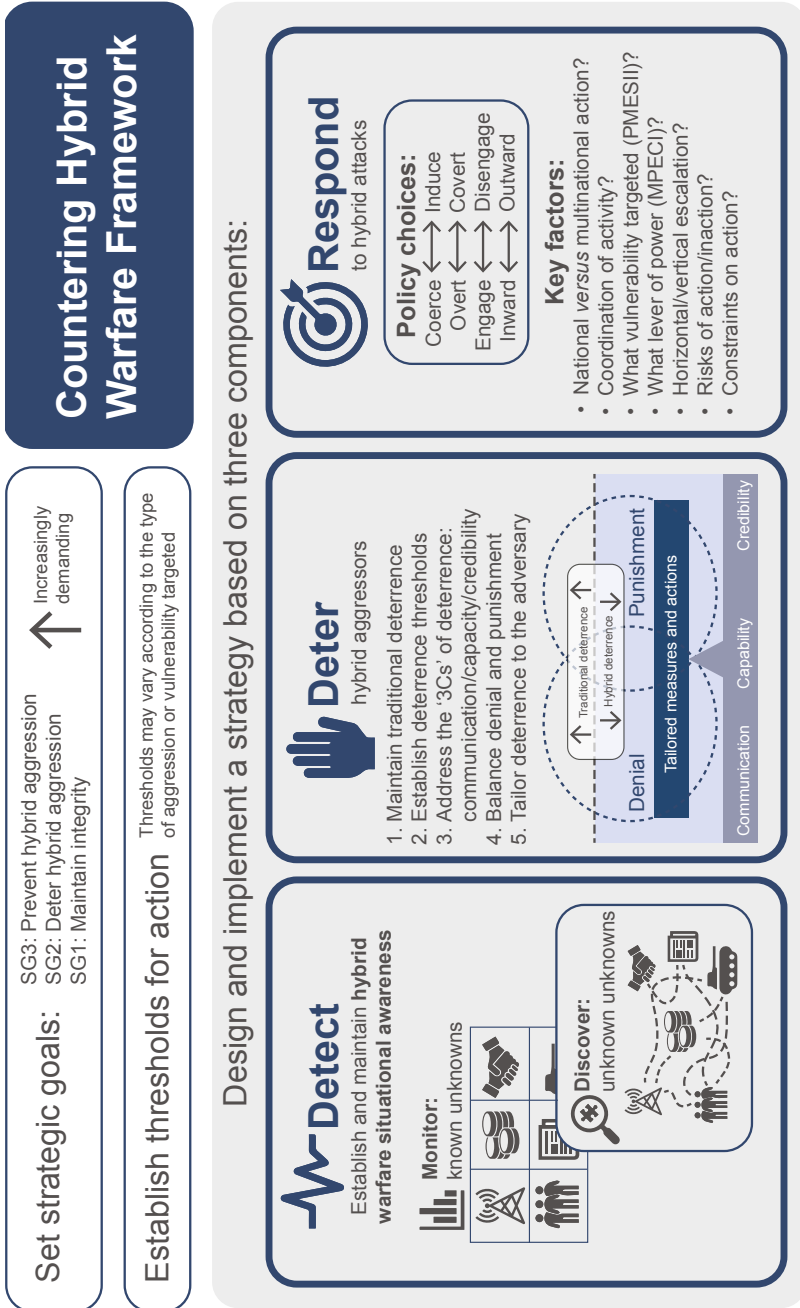 Countering Hybrid
Warfare Framework
Set strategic goals:
SG3: Prevent hybrid aggression
SG2: Deter hybrid aggression
SG1: Maintain integrity
Increasingly
demanding
Establish thresholds for action
Thresholds may vary according to the type
of aggression or vulnerability targeted
Design and implement a strategy based on three components:
Detect
Establish and maintain hybrid
warfare situational awareness
Monitor:
known unknowns
Discover:
unknown unknowns
Deter
hybrid aggressors
1. Maintain traditional deterrence
2. Establish deterrence thresholds
3. Address the ‘3Cs’ of deterrence:
communication/capacity/credibility
4. Balance denial and punishment
5. Tailor deterrence to the adversary
Traditional deterrence
Hybrid deterrence
Denial
Punishment
Tailored measures and actions
Communication
Capability
Credibility
Respond
to hybrid attacks
Policy choices:
Coerce Induce
Overt Covert
Engage Disengage
Inward Outward
Key factors:
• National versus multinational action?
• Coordination of activity?
• What vulnerability targeted (PMESII)?
• What lever of power (MPECI)?
• Horizontal/vertical escalation?
• Risks of action/inaction?
• Constraints on action?